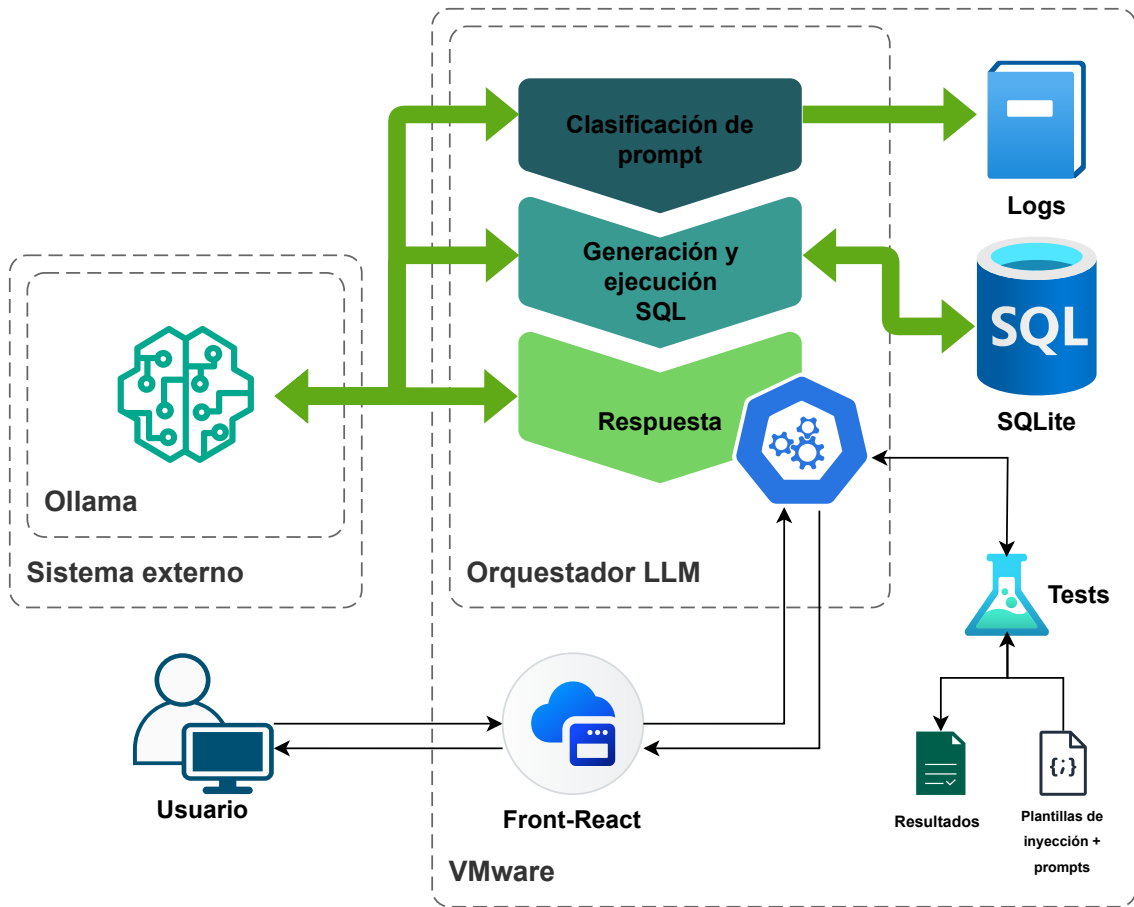 Clasificación de
prompt
Logs
Generación y
ejecución
SQL
SQL
SQLite
Respuesta
Ollama
Sistema externo
Orquestador LLM
Tests
Usuario
Front-React
{;}
Resultados
Plantillas de
inyección +
prompts
VMware